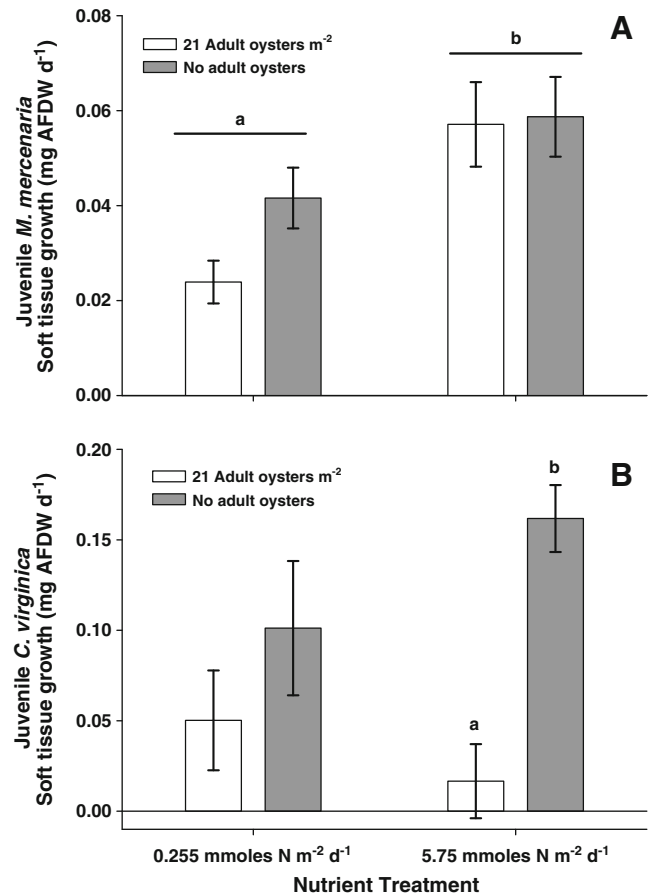 0.08
0.06
0.04
0.02
0.00
Juvenile M. mercenaria
Soft tissue growth (mg AFDW d⁻¹)
21 Adult oysters m⁻²
No adult oysters
a
b
A
0.20
0.15
0.10
0.05
0.00
Juvenile C. virginica
Soft tissue growth (mg AFDW d⁻¹)
21 Adult oysters m⁻²
No adult oysters
a
b
B
0.255 mmoles N m⁻² d⁻¹
5.75 mmoles N m⁻² d⁻¹
Nutrient Treatment